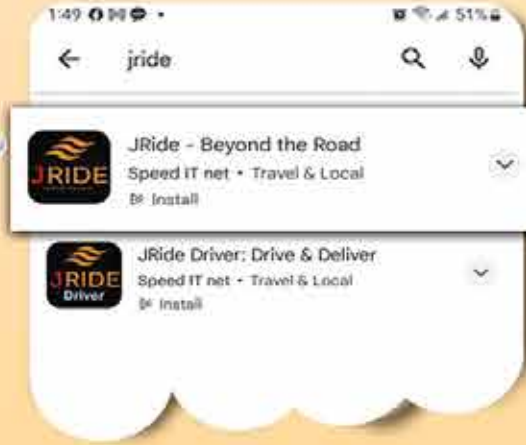 1:49
51%
jride
JRIDE
JRide - Beyond the Road
Speed IT net • Travel & Local
Install
JRIDE
Driver
JRide Driver: Drive & Deliver
Speed IT net • Travel & Local
Install